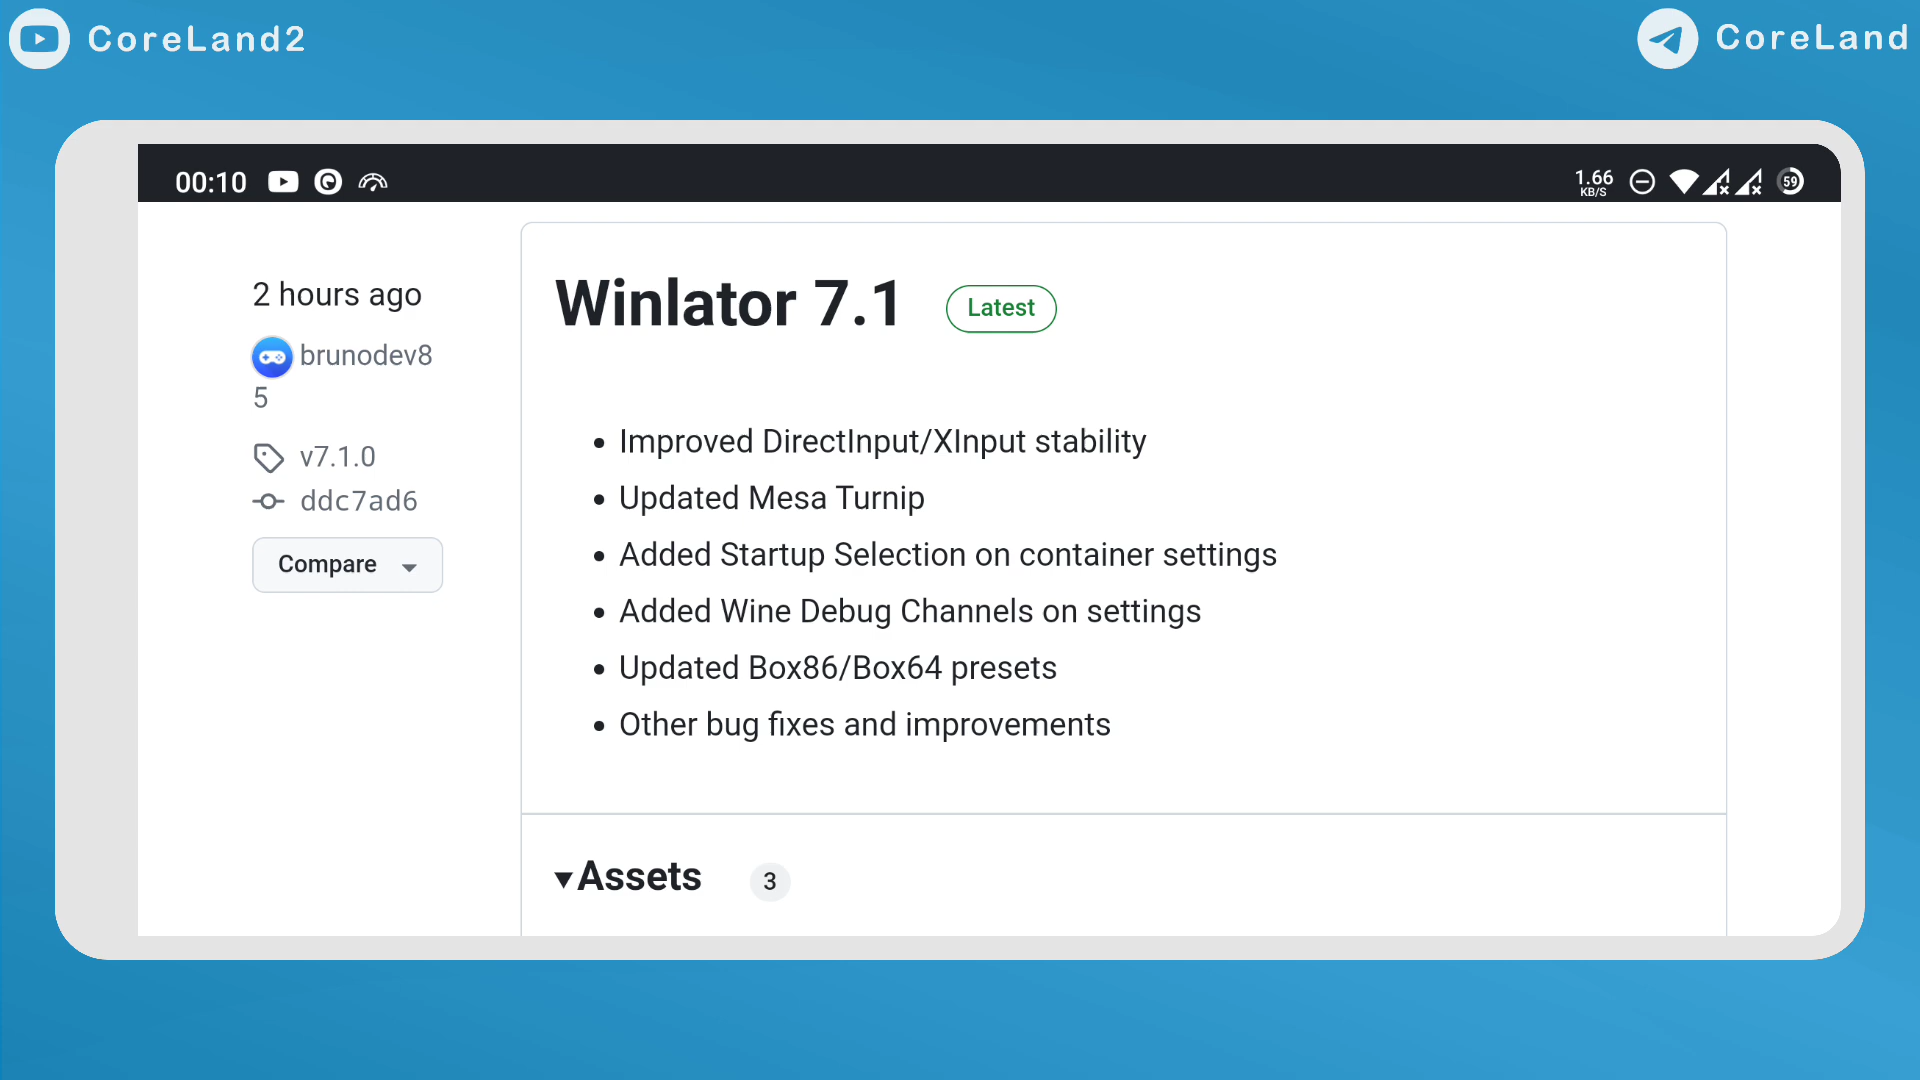 CoreLand2
CoreLand
00:10
1.66
KB/S
59
2 hours ago
brunodev8
5
v7.1.0
ddc7ad6
Compare
Winlator 7.1
Latest
• Improved DirectInput/XInput stability
• Updated Mesa Turnip
• Added Startup Selection on container settings
• Added Wine Debug Channels on settings
• Updated Box86/Box64 presets
• Other bug fixes and improvements
Assets 3